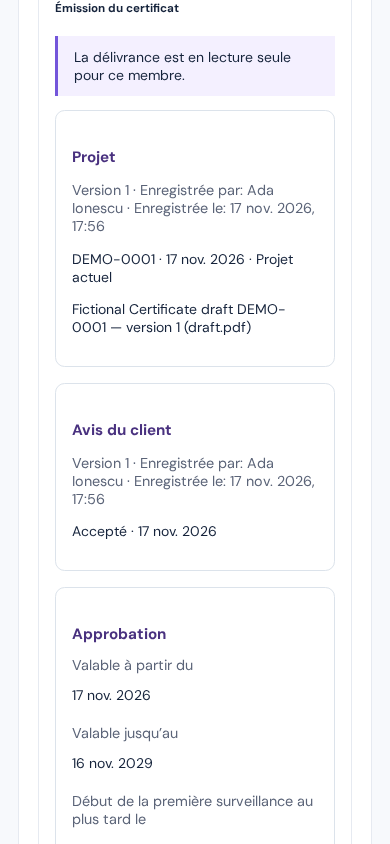 Émission du certificat
La délivrance est en lecture seule
pour ce membre.
Projet
Version 1 · Enregistrée par: Ada
Ionescu · Enregistrée le: 17 nov. 2026,
17:56
DEMO-0001 · 17 nov. 2026 · Projet
actuel
Fictional Certificate draft DEMO-
0001 — version 1 (draft.pdf)
Avis du client
Version 1 · Enregistrée par: Ada
Ionescu · Enregistrée le: 17 nov. 2026,
17:56
Accepté · 17 nov. 2026
Approbation
Valable à partir du
17 nov. 2026
Valable jusqu’au
16 nov. 2029
Début de la première surveillance au
plus tard le